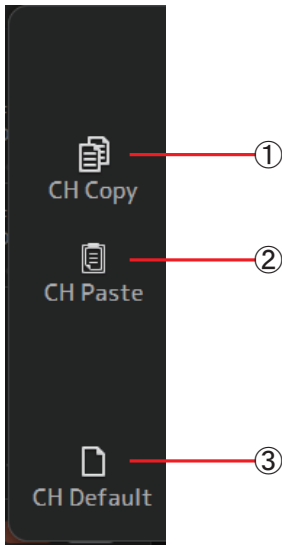 ①
CH Copy
②
CH Paste
③
CH Default